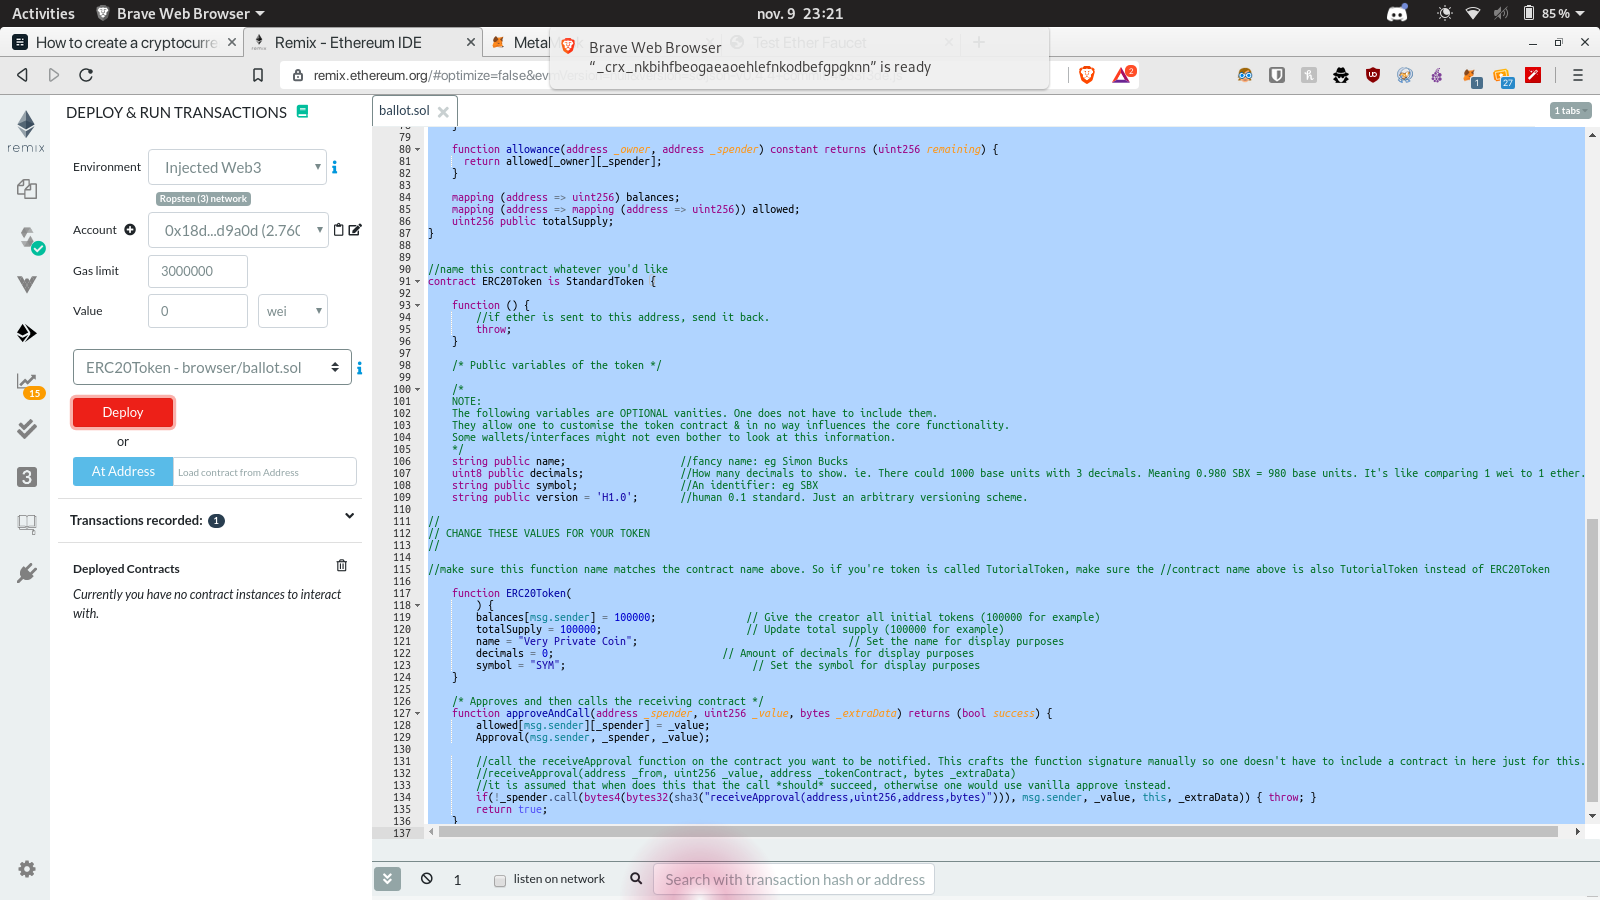 Activities
Brave Web Browser
nov. 9 23:21
85 %
How to create a cryptocurre
Remix - Ethereum IDE
MetaM
Test Ether Faucet
Brave Web Browser
“_crx_nkbihfbeogaeaoehlefnkodbefgpgknn” is ready
remix.ethereum.org/#optimize=false&ev
2
1
27
remix
DEPLOY & RUN TRANSACTIONS
ballot.sol
1 tabs
Environment
Injected Web3
Ropsten (3) network
Account
0x18d...d9a0d (2.760
Gas limit
3000000
Value
0
wei
ERC20Token - browser/ballot.sol
15
Deploy
or
At Address
Load contract from Address
3
Transactions recorded: 1
Deployed Contracts
Currently you have no contract instances to interact
with.
79
80 function allowance(address _owner, address _spender) constant returns (uint256 remaining) {
81 return allowed[_owner][_spender];
82 }
83
84 mapping (address => uint256) balances;
85 mapping (address => mapping (address => uint256)) allowed;
86 uint256 public totalSupply;
87 }
88
89
90 //name this contract whatever you'd like
91 contract ERC20Token is StandardToken {
92
93 function () {
94 //if ether is sent to this address, send it back.
95 throw;
96 }
97
98 /* Public variables of the token */
99
100 /*
101 NOTE:
102 The following variables are OPTIONAL vanities. One does not have to include them.
103 They allow one to customise the token contract & in no way influences the core functionality.
104 Some wallets/interfaces might not even bother to look at this information.
105 */
106 string public name; //fancy name: eg Simon Bucks
107 uint8 public decimals; //How many decimals to show. ie. There could 1000 base units with 3 decimals. Meaning 0.980 SBX = 980 base units. It's like comparing 1 wei to 1 ether.
108 string public symbol; //An identifier: eg SBX
109 string public version = 'H1.0'; //human 0.1 standard. Just an arbitrary versioning scheme.
110
111 //
112 // CHANGE THESE VALUES FOR YOUR TOKEN
113 //
114
115 //make sure this function name matches the contract name above. So if you're token is called TutorialToken, make sure the //contract name above is also TutorialToken instead of ERC20Token
116
117 function ERC20Token(
118 ) {
119 balances[msg.sender] = 100000; // Give the creator all initial tokens (100000 for example)
120 totalSupply = 100000; // Update total supply (100000 for example)
121 name = "Very Private Coin"; // Set the name for display purposes
122 decimals = 0; // Amount of decimals for display purposes
123 symbol = "SYM"; // Set the symbol for display purposes
124 }
125
126 /* Approves and then calls the receiving contract */
127 function approveAndCall(address _spender, uint256 _value, bytes _extraData) returns (bool success) {
128 allowed[msg.sender][_spender] = _value;
129 Approval(msg.sender, _spender, _value);
130
131 //call the receiveApproval function on the contract you want to be notified. This crafts the function signature manually so one doesn't have to include a contract in here just for this.
132 //receiveApproval(address _from, uint256 _value, address _tokenContract, bytes _extraData)
133 //it is assumed that when does this that the call *should* succeed, otherwise one would use vanilla approve instead.
134 if(!_spender.call(bytes4(bytes32(sha3("receiveApproval(address,uint256,address,bytes)"))), msg.sender, _value, this, _extraData)) { throw; }
135 return true;
136 }
137
1
listen on network
Search with transaction hash or address